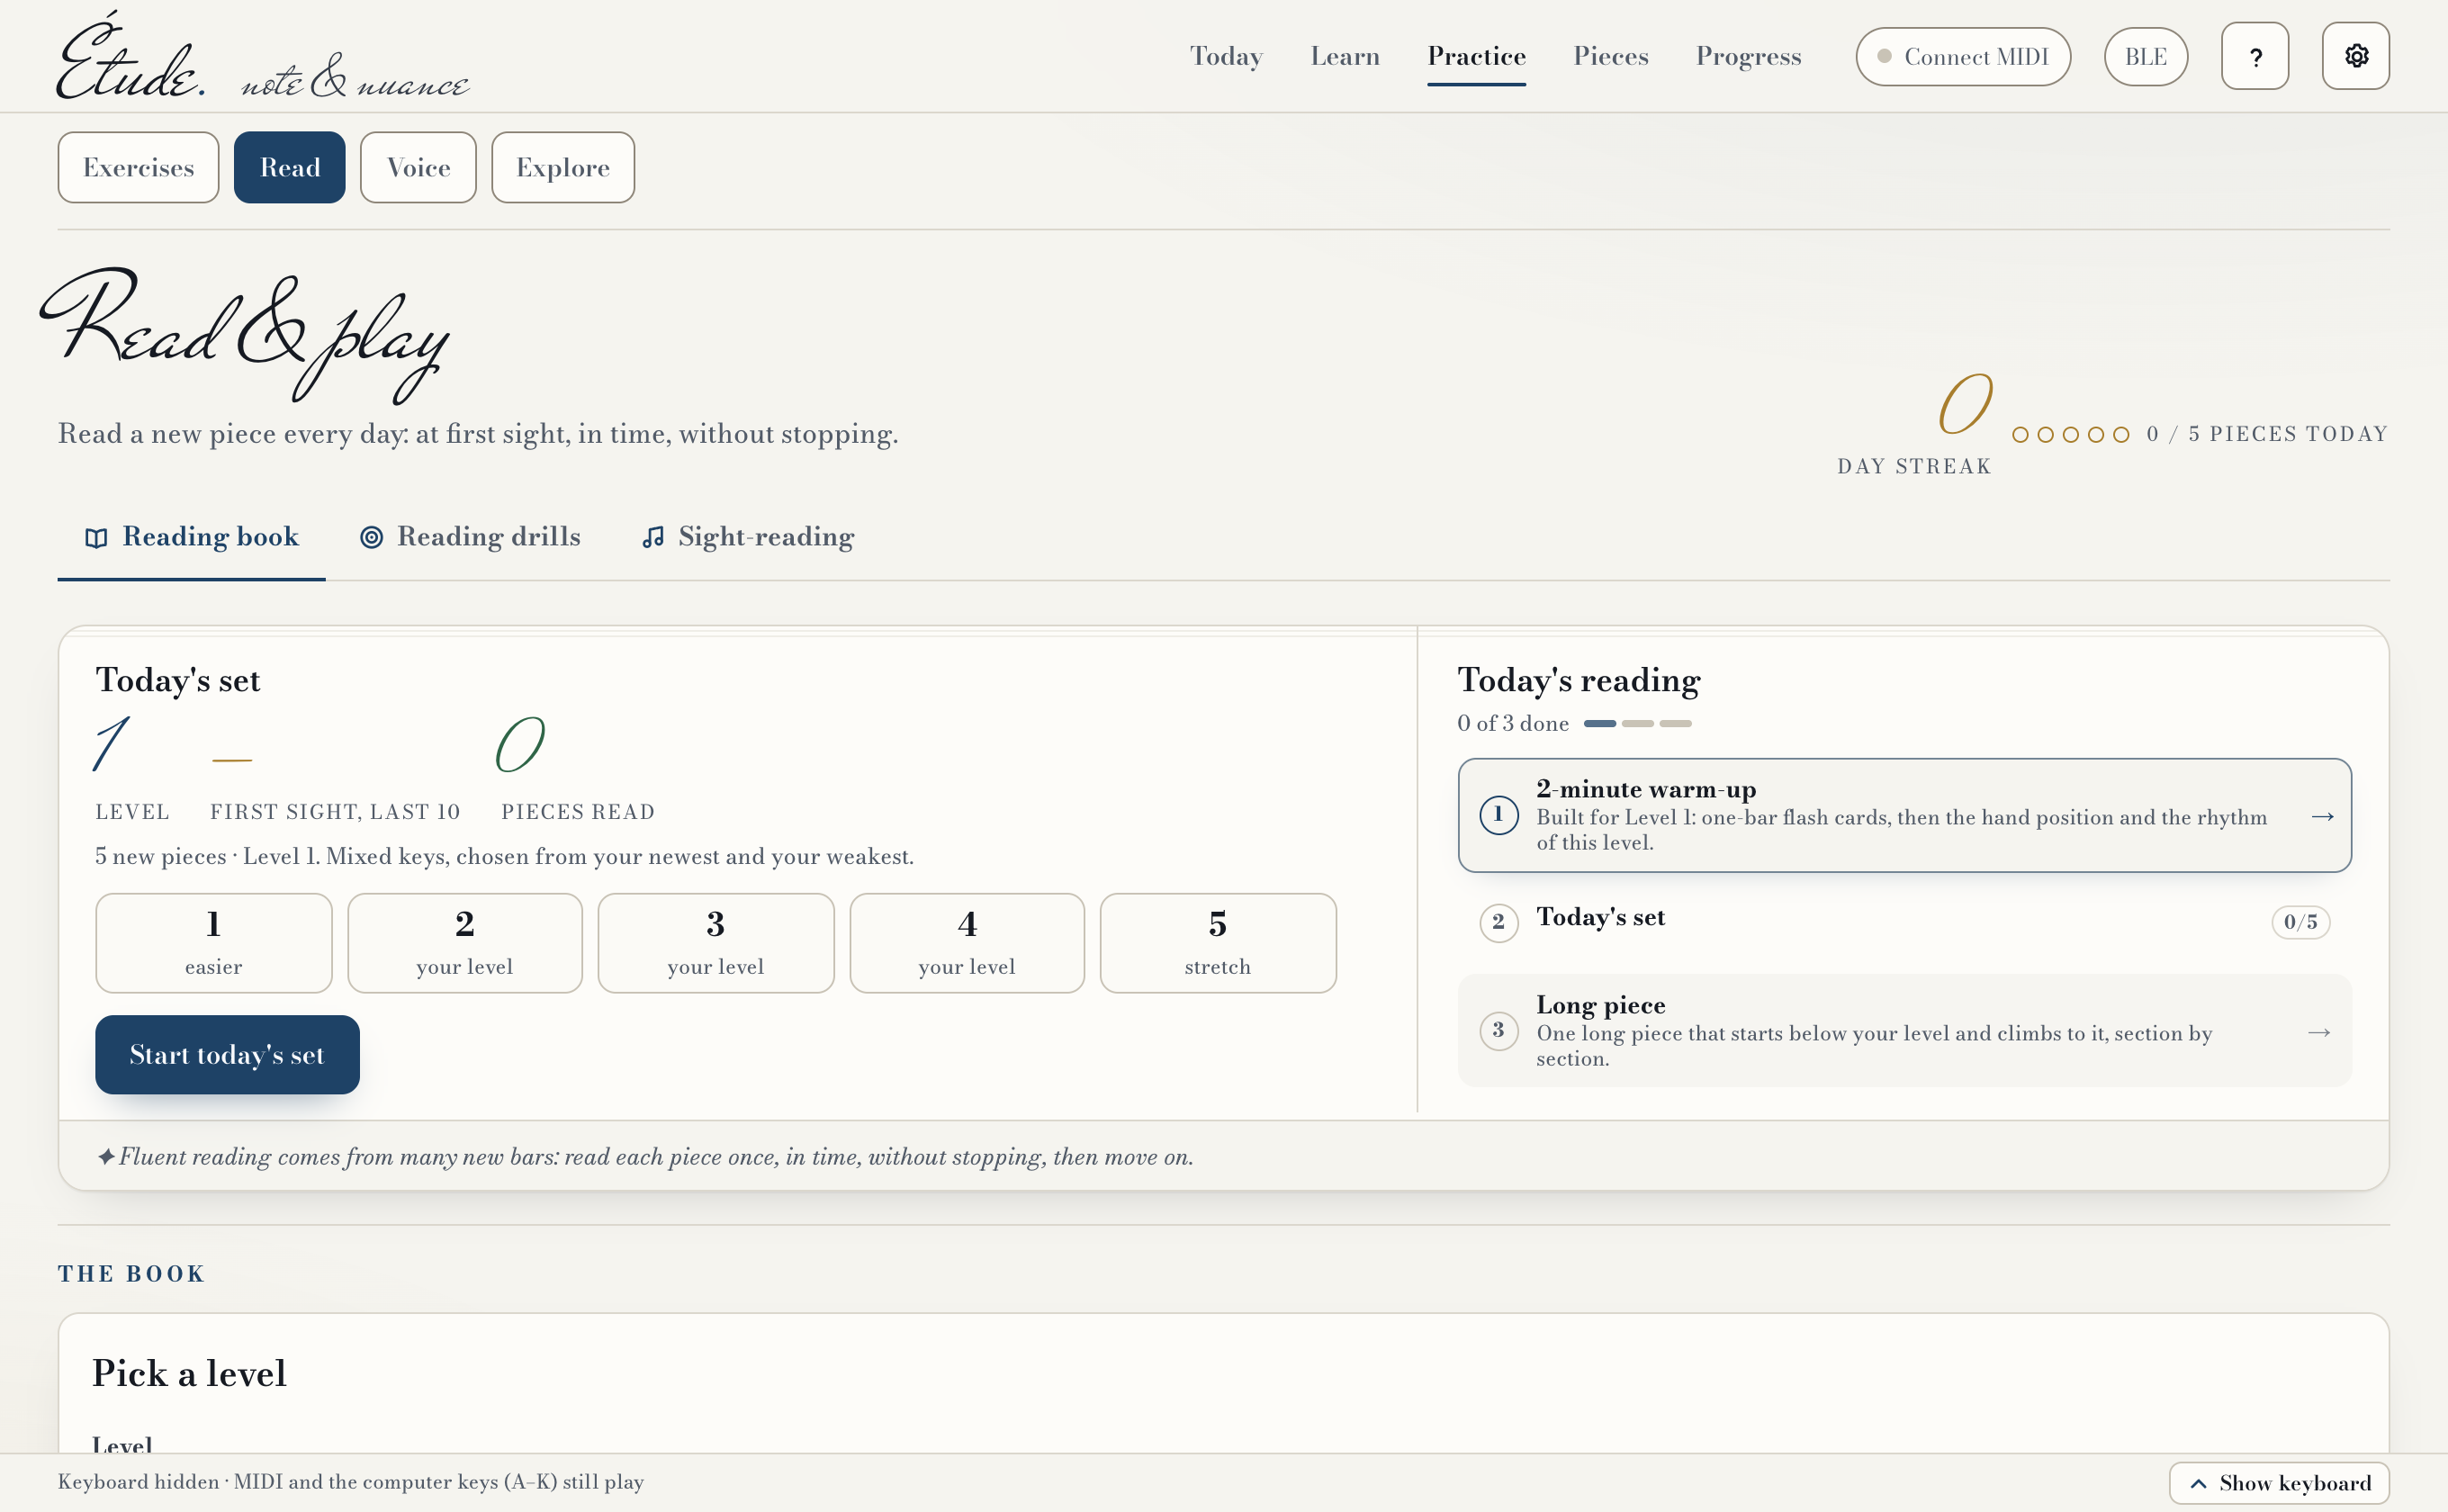 Étude. note & nuance
Today Learn Practice Pieces Progress Connect MIDI BLE ?
Exercises Read Voice Explore
Read & play
Read a new piece every day: at first sight, in time, without stopping.
0
DAY STREAK
0 / 5 PIECES TODAY
Reading book Reading drills Sight-reading
Today's set
1 – 0
LEVEL FIRST SIGHT, LAST 10 PIECES READ
5 new pieces · Level 1. Mixed keys, chosen from your newest and your weakest.
1 2 3 4 5
easier your level your level your level stretch
Start today's set
Today's reading
0 of 3 done
1 2-minute warm-up
Built for Level 1: one-bar flash cards, then the hand position and the rhythm
of this level. →
2 Today's set 0/5
3 Long piece
One long piece that starts below your level and climbs to it, section by
section. →
✦ Fluent reading comes from many new bars: read each piece once, in time, without stopping, then move on.
THE BOOK
Pick a level
Level
Keyboard hidden · MIDI and the computer keys (A–K) still play
Show keyboard